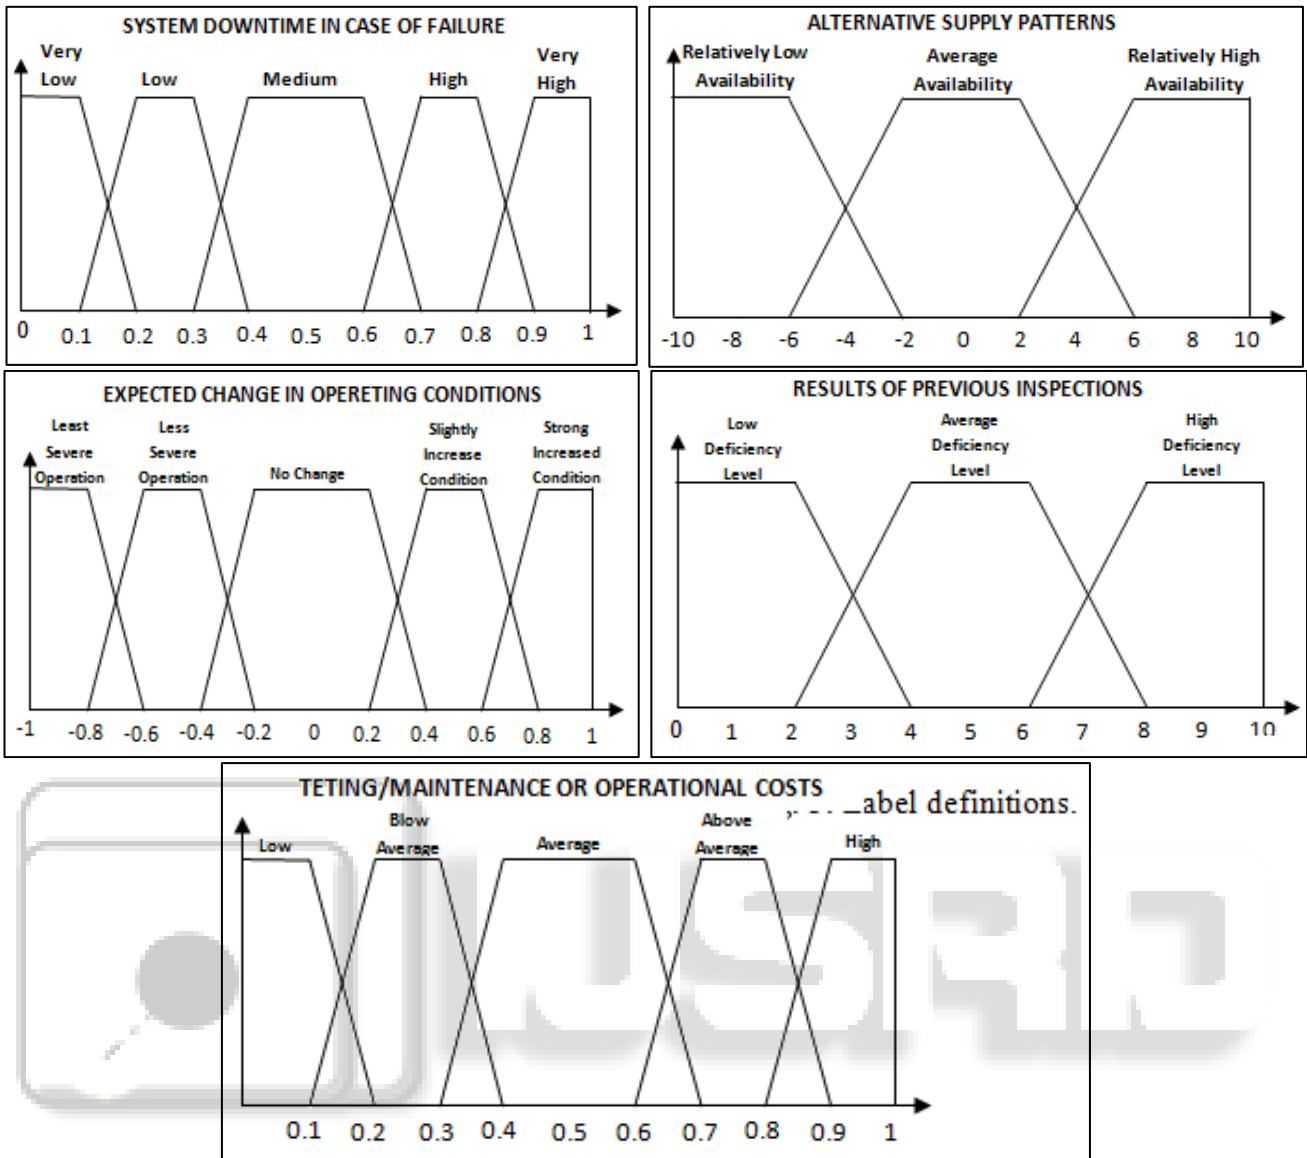 SYSTEM DOWNTIME IN CASE OF FAILURE
Very
Low
Low
Medium
High
Very
High
0 0.1 0.2 0.3 0.4 0.5 0.6 0.7 0.8 0.9 1
ALTERNATIVE SUPPLY PATTERNS
Relatively Low
Availability
Average
Availability
Relatively High
Availability
-10 -8 -6 -4 -2 0 2 4 6 8 10
EXPECTED CHANGE IN OPERETING CONDITIONS
Least
Severe
Operation
Less
Severe
Operation
No Change
Slightly
Increase
Condition
Strong
Increased
Condition
-1 -0.8 -0.6 -0.4 -0.2 0 0.2 0.4 0.6 0.8 1
RESULTS OF PREVIOUS INSPECTIONS
Low
Deficiency
Level
Average
Deficiency
Level
High
Deficiency
Level
0 1 2 3 4 5 6 7 8 9 10
TETING/MAINTENANCE OR OPERATIONAL COSTS
Label definitions.
Low
Blow
Average
Average
Above
Average
High
0.1 0.2 0.3 0.4 0.5 0.6 0.7 0.8 0.9 1
IJSRD